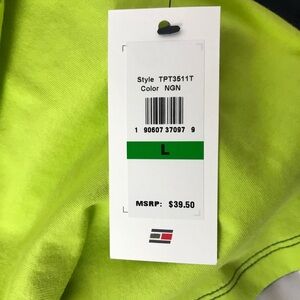 Style TPT3511T
Color NGN
1 90607 37097 9
L
MSRP: $39.50